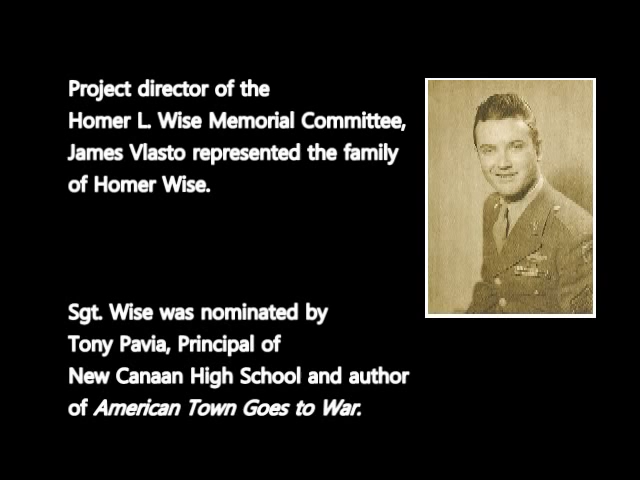 Project director of the
Homer L. Wise Memorial Committee,
James Vlasto represented the family
of Homer Wise.
Sgt. Wise was nominated by
Tony Pavia, Principal of
New Canaan High School and author
of American Town Goes to War.